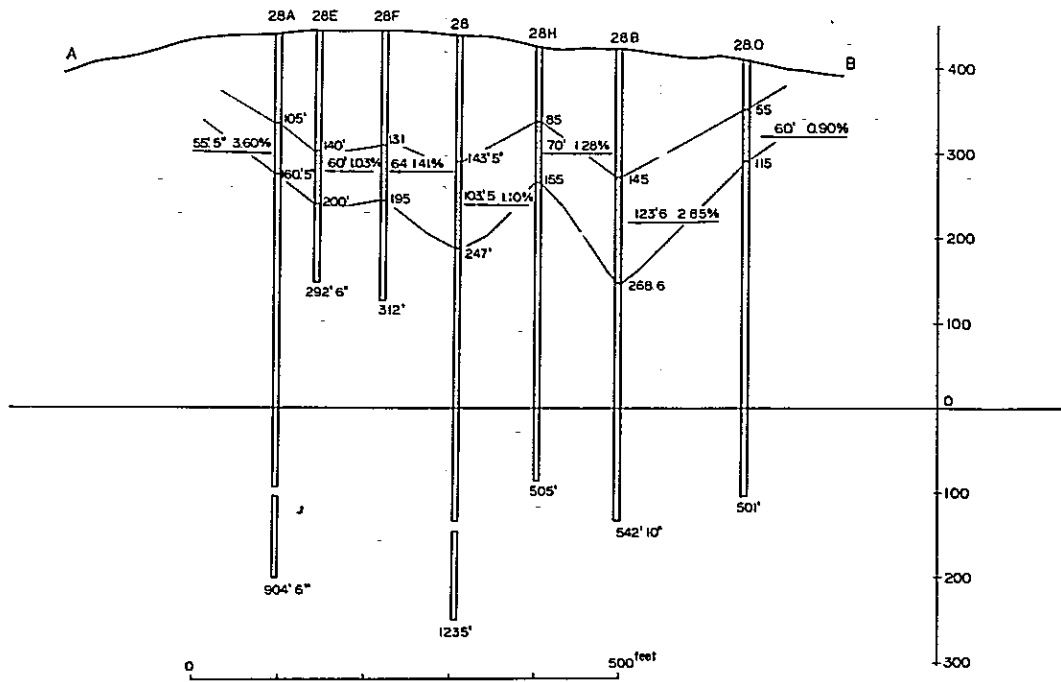 28A 28E 28F 28 28H 28B 28.0
A B
400
105' 140' 131 143'5" 85 145 55
55'.5" 3.60% 60' 1.03% 64 1.41% 70' 1.28% 60' 0.90%
300
160'.5" 200' 195 155 115
103'.5 1.10% 123'6 2.85%
200
247' 268.6
292'6" 312'
100
0
505' 501'
100
542'10"
904'6"
200
1235'
0 500 feet
300